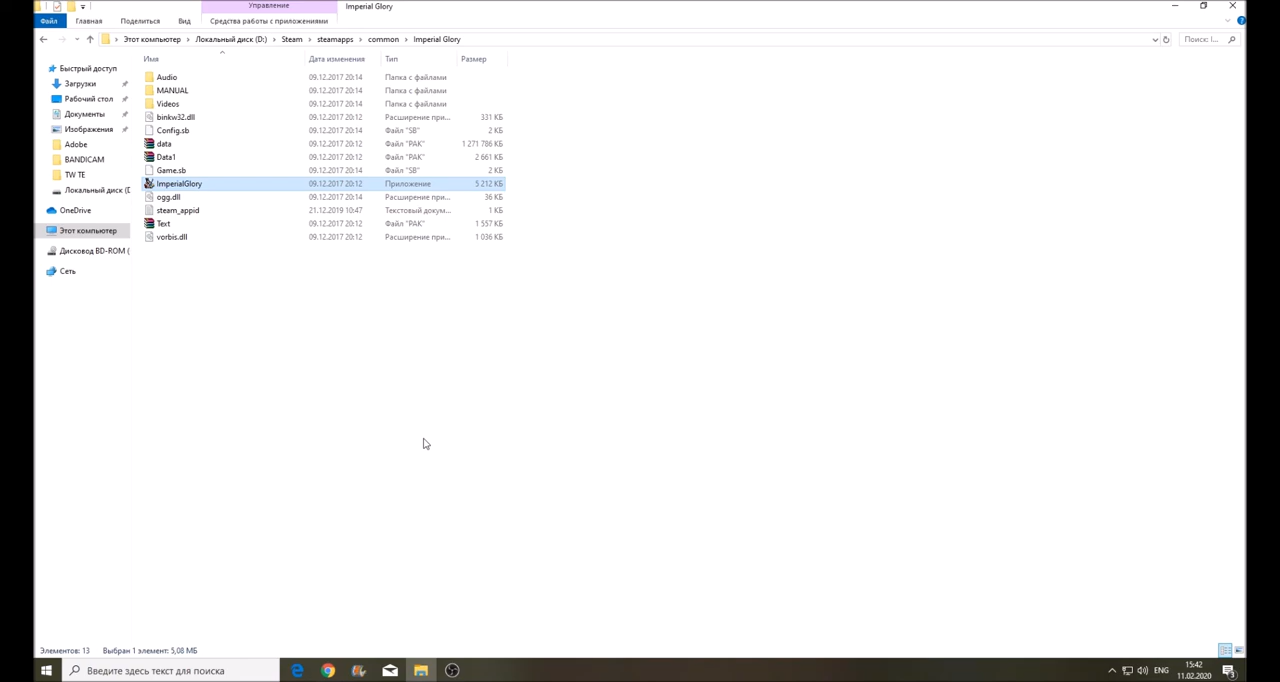 Управление
Imperial Glory
Файл Главная Поделиться Вид Средства работы с приложениями
Этот компьютер > Локальный диск (D:) > Steam > steamapps > common > Imperial Glory
Поиск: I...
Имя Дата изменения Тип Размер
Быстрый доступ
Загрузки
Рабочий стол
Документы
Изображения
Adobe
BANDICAM
TW TE
Локальный диск (D
OneDrive
Этот компьютер
Дисковод BD-ROM (
Сеть
Audio 09.12.2017 20:14 Папка с файлами
MANUAL 09.12.2017 20:14 Папка с файлами
Videos 09.12.2017 20:14 Папка с файлами
binkw32.dll 09.12.2017 20:12 Расширение при... 331 КБ
Config.sb 09.12.2017 20:14 Файл "SB" 2 КБ
data 09.12.2017 20:12 Файл "PAK" 1 271 786 КБ
Data1 09.12.2017 20:12 Файл "PAK" 2 661 КБ
Game.sb 09.12.2017 20:14 Файл "SB" 2 КБ
ImperialGlory 09.12.2017 20:12 Приложение 5 212 КБ
ogg.dll 09.12.2017 20:14 Расширение при... 36 КБ
steam_appid 21.12.2019 10:47 Текстовый докум... 1 КБ
Text 09.12.2017 20:12 Файл "PAK" 1 557 КБ
vorbis.dll 09.12.2017 20:12 Расширение при... 1 036 КБ
Элементов: 13 Выбран 1 элемент: 5,08 МБ
Введите здесь текст для поиска
ENG
15:42
11.02.2020